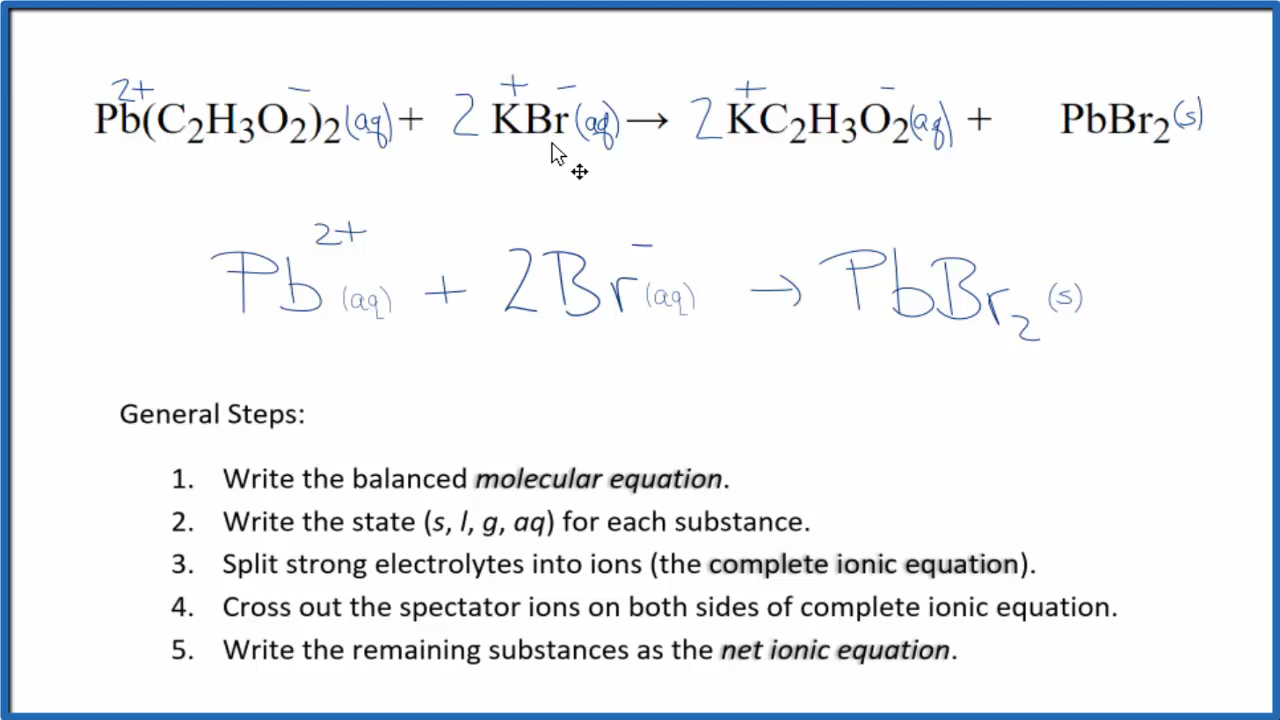 Pb²⁺(C₂H₃O₂⁻)₂(aq) + 2 K⁺Br⁻(aq) → 2 K⁺C₂H₃O₂⁻(aq) + PbBr₂(s)
Pb²⁺(aq) + 2Br⁻(aq) → PbBr₂(s)
General Steps:
1. Write the balanced molecular equation.
2. Write the state (s, l, g, aq) for each substance.
3. Split strong electrolytes into ions (the complete ionic equation).
4. Cross out the spectator ions on both sides of complete ionic equation.
5. Write the remaining substances as the net ionic equation.